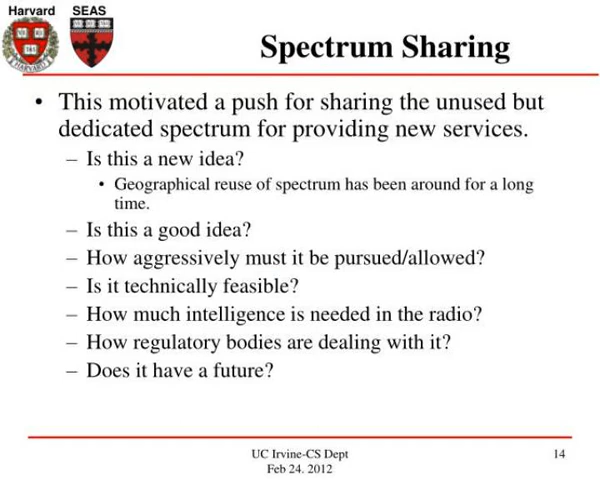 Harvard SEAS
Spectrum Sharing
• This motivated a push for sharing the unused but
dedicated spectrum for providing new services.
– Is this a new idea?
• Geographical reuse of spectrum has been around for a long
time.
– Is this a good idea?
– How aggressively must it be pursued/allowed?
– Is it technically feasible?
– How much intelligence is needed in the radio?
– How regulatory bodies are dealing with it?
– Does it have a future?
UC Irvine-CS Dept
Feb 24. 2012
14